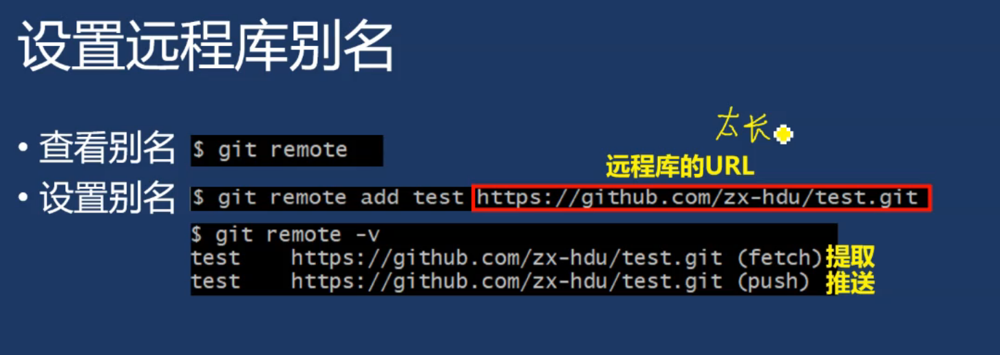 设置远程库别名
太长
• 查看别名 $ git remote
远程库的URL
• 设置别名 $ git remote add test https://github.com/zx-hdu/test.git
$ git remote -v
test https://github.com/zx-hdu/test.git (fetch) 提取
test https://github.com/zx-hdu/test.git (push) 推送